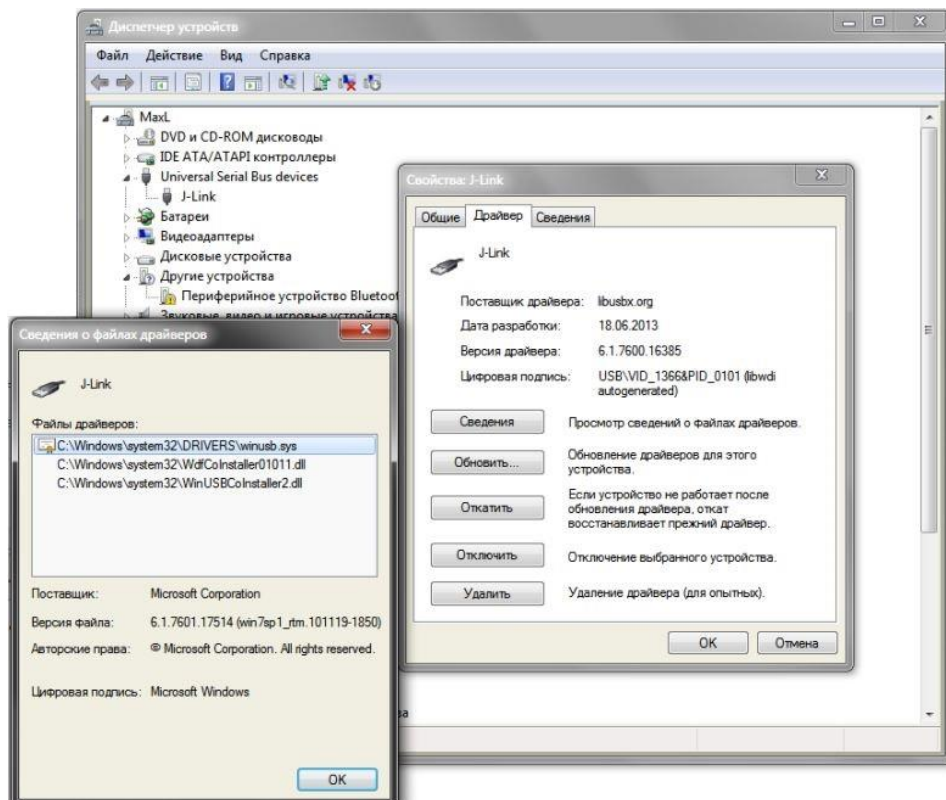 Диспетчер устройств
Файл Действие Вид Справка
MaxL
DVD и CD-ROM дисководы
IDE ATA/ATAPI контроллеры
Universal Serial Bus devices
J-Link
Батареи
Видеоадаптеры
Дисковые устройства
Другие устройства
Периферийное устройство Bluetoo
Звуковые, видео и игровые устройства
Свойства: J-Link
Общие Драйвер Сведения
J-Link
Поставщик драйвера: libusbx.org
Дата разработки: 18.06.2013
Версия драйвера: 6.1.7600.16385
Цифровая подпись: USB\VID_1366&PID_0101 (libwdi
autogenerated)
Сведения Просмотр сведений о файлах драйверов.
Обновить... Обновление драйверов для этого
устройства.
Откатить Если устройство не работает после
обновления драйвера, откат
восстанавливает прежний драйвер.
Отключить Отключение выбранного устройства.
Удалить Удаление драйвера (для опытных).
OK Отмена
Сведения о файлах драйверов
J-Link
Файлы драйверов:
C:\Windows\system32\DRIVERS\winusb.sys
C:\Windows\system32\WdfCoInstaller01011.dll
C:\Windows\system32\WinUSBCoInstaller2.dll
Поставщик: Microsoft Corporation
Версия файла: 6.1.7601.17514 (win7sp1_rtm.101119-1850)
Авторские права: © Microsoft Corporation. All rights reserved.
Цифровая подпись: Microsoft Windows
OK